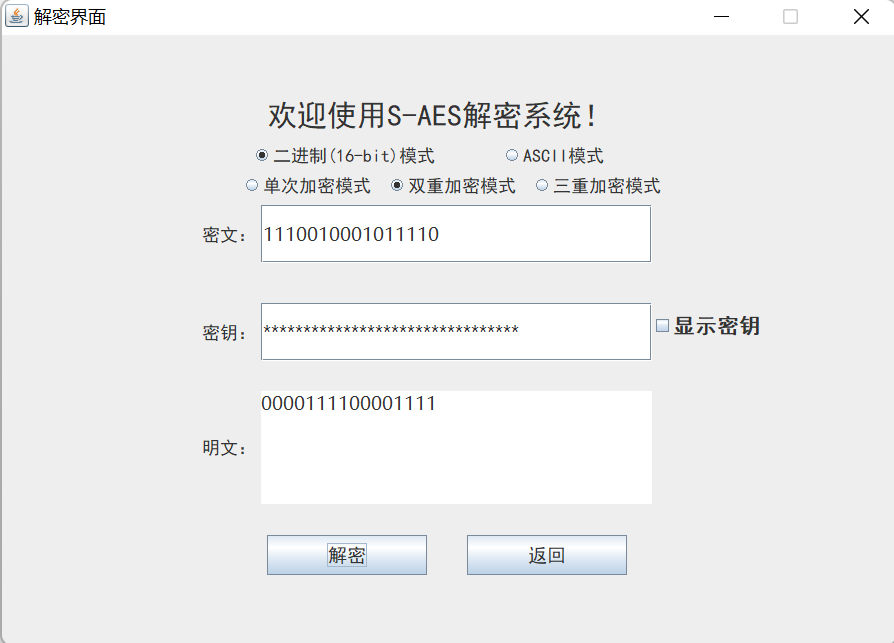 解密界面
欢迎使用S-AES解密系统！
二进制(16-bit)模式 ASCII模式
单次加密模式 双重加密模式 三重加密模式
密文： 1110010001011110
密钥： ******************************** 显示密钥
明文： 0000111100001111
解密 返回